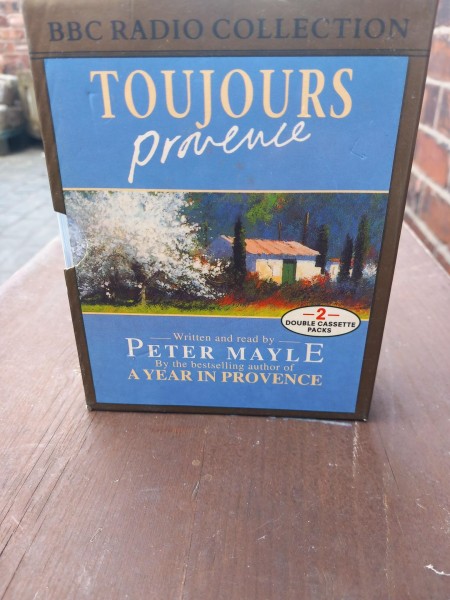 BBC RADIO COLLECTION
TOUJOURS
provence
—2—
DOUBLE CASSETTE
PACKS
— Written and read by —
PETER MAYLE
By the bestselling author of
A YEAR IN PROVENCE